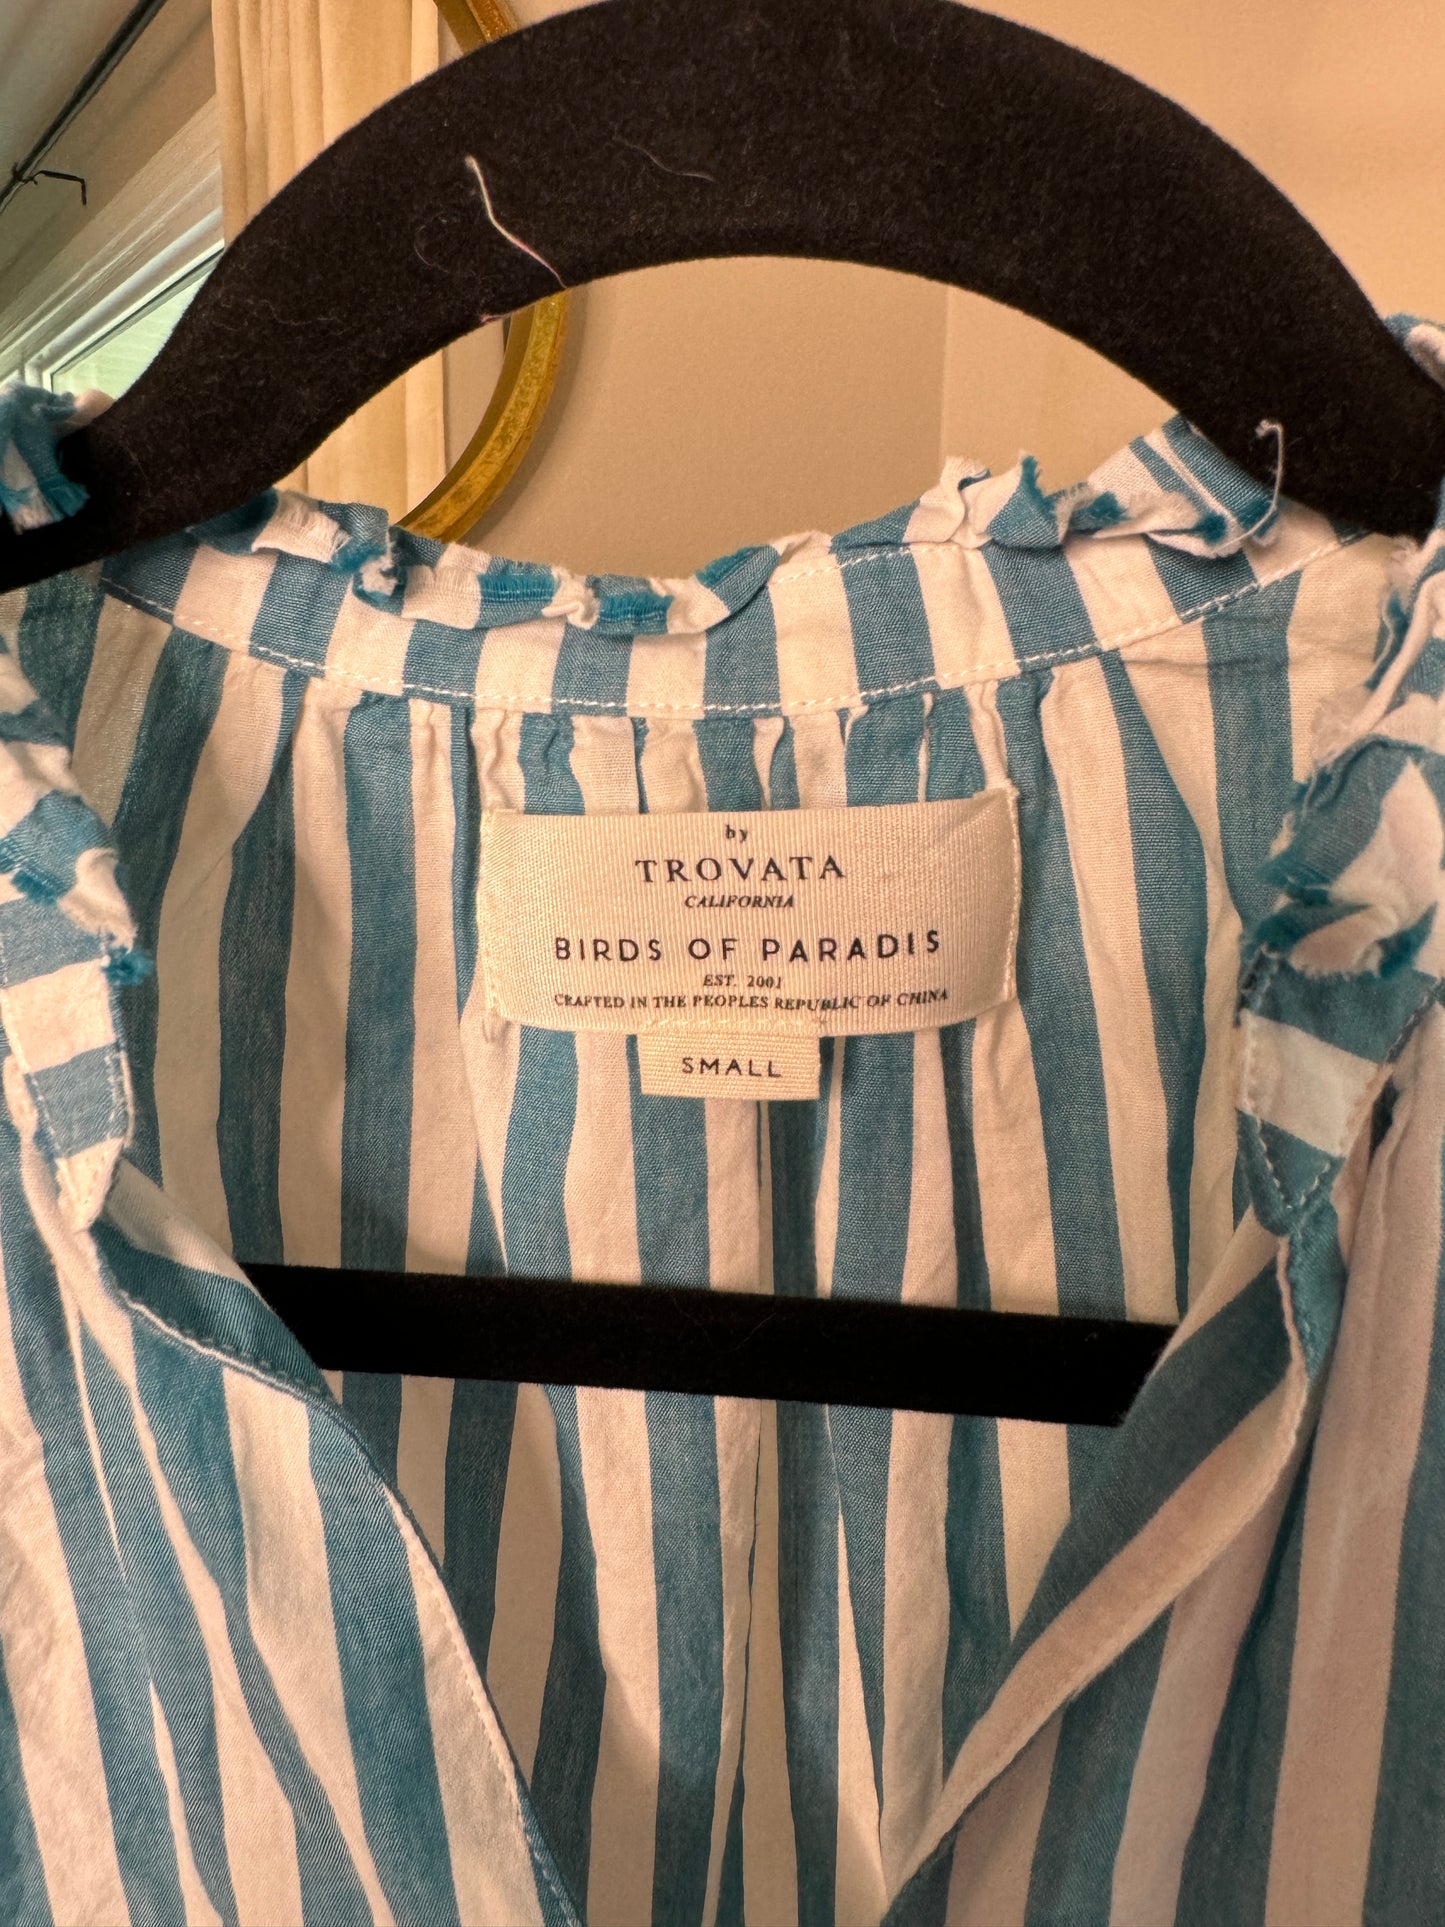 by
TROVATA
CALIFORNIA
BIRDS OF PARADIS
EST. 2001
CRAFTED IN THE PEOPLES REPUBLIC OF CHINA
SMALL